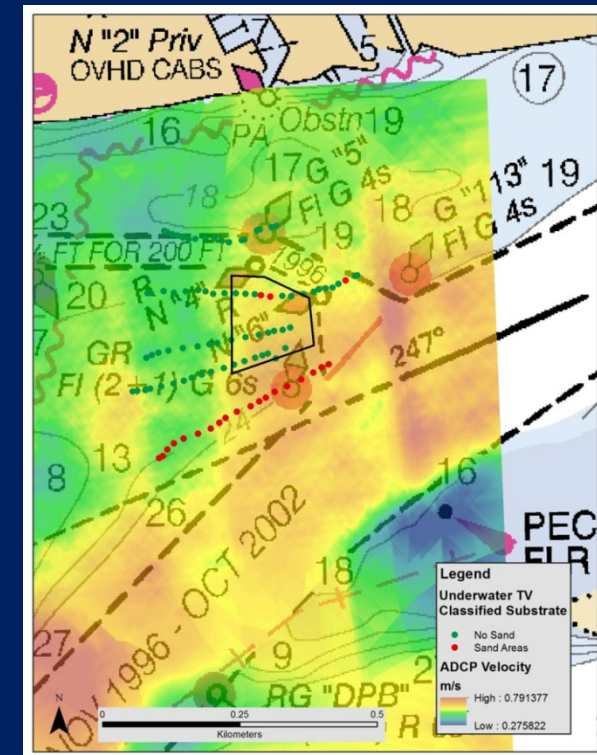 N "2" Priv
OVHD CABS
5
17
16
PA
Obstn
19
17 G "5"
Fl G 4s
18
18 G "1
13" 19
Fl G 4s
23
19
FT FOR 200 FT
1996
20
N "4"
N "6"
GR
247°
Fl (2+1) G 6s
24
13
8
26
16
NOV 1996 - OCT 2002
PEC
FLR
18
27
9
2
RG "DPB"
R
Legend
Underwater TV
Classified Substrate
No Sand
Sand Areas
ADCP Velocity
m/s
High : 0.791377
Low : 0.275822
N
0 0.25 0.5
Kilometers